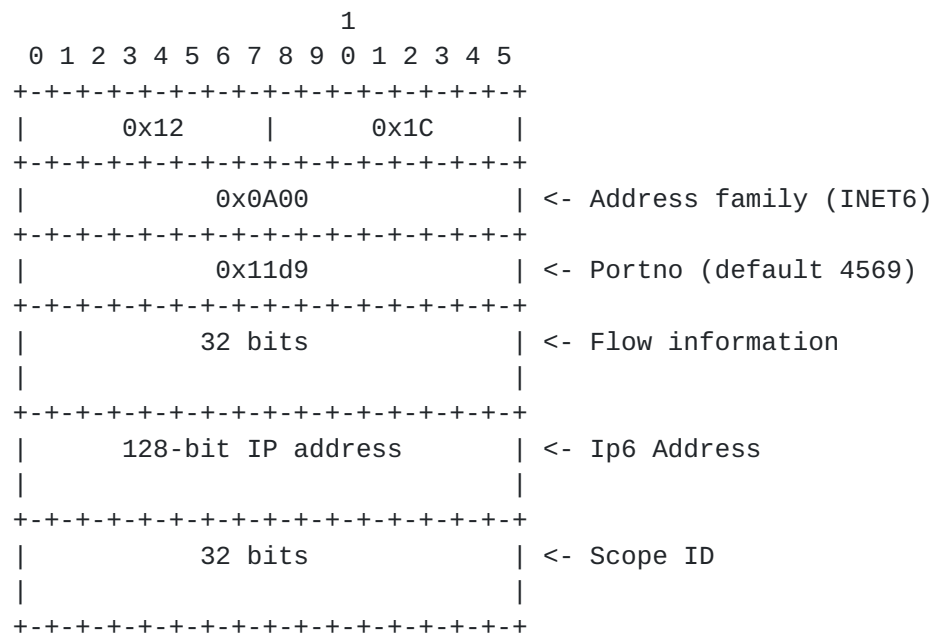 1
 0 1 2 3 4 5 6 7 8 9 0 1 2 3 4 5
+-+-+-+-+-+-+-+-+-+-+-+-+-+-+-+-+
|      0x12     |      0x1C     |
+-+-+-+-+-+-+-+-+-+-+-+-+-+-+-+-+
|            0x0A00             | <- Address family (INET6)
+-+-+-+-+-+-+-+-+-+-+-+-+-+-+-+-+
|            0x11d9             | <- Portno (default 4569)
+-+-+-+-+-+-+-+-+-+-+-+-+-+-+-+-+
|           32 bits             | <- Flow information
|                               |
+-+-+-+-+-+-+-+-+-+-+-+-+-+-+-+-+
|      128-bit IP address       | <- Ip6 Address
|                               |
+-+-+-+-+-+-+-+-+-+-+-+-+-+-+-+-+
|           32 bits             | <- Scope ID
|                               |
+-+-+-+-+-+-+-+-+-+-+-+-+-+-+-+-+